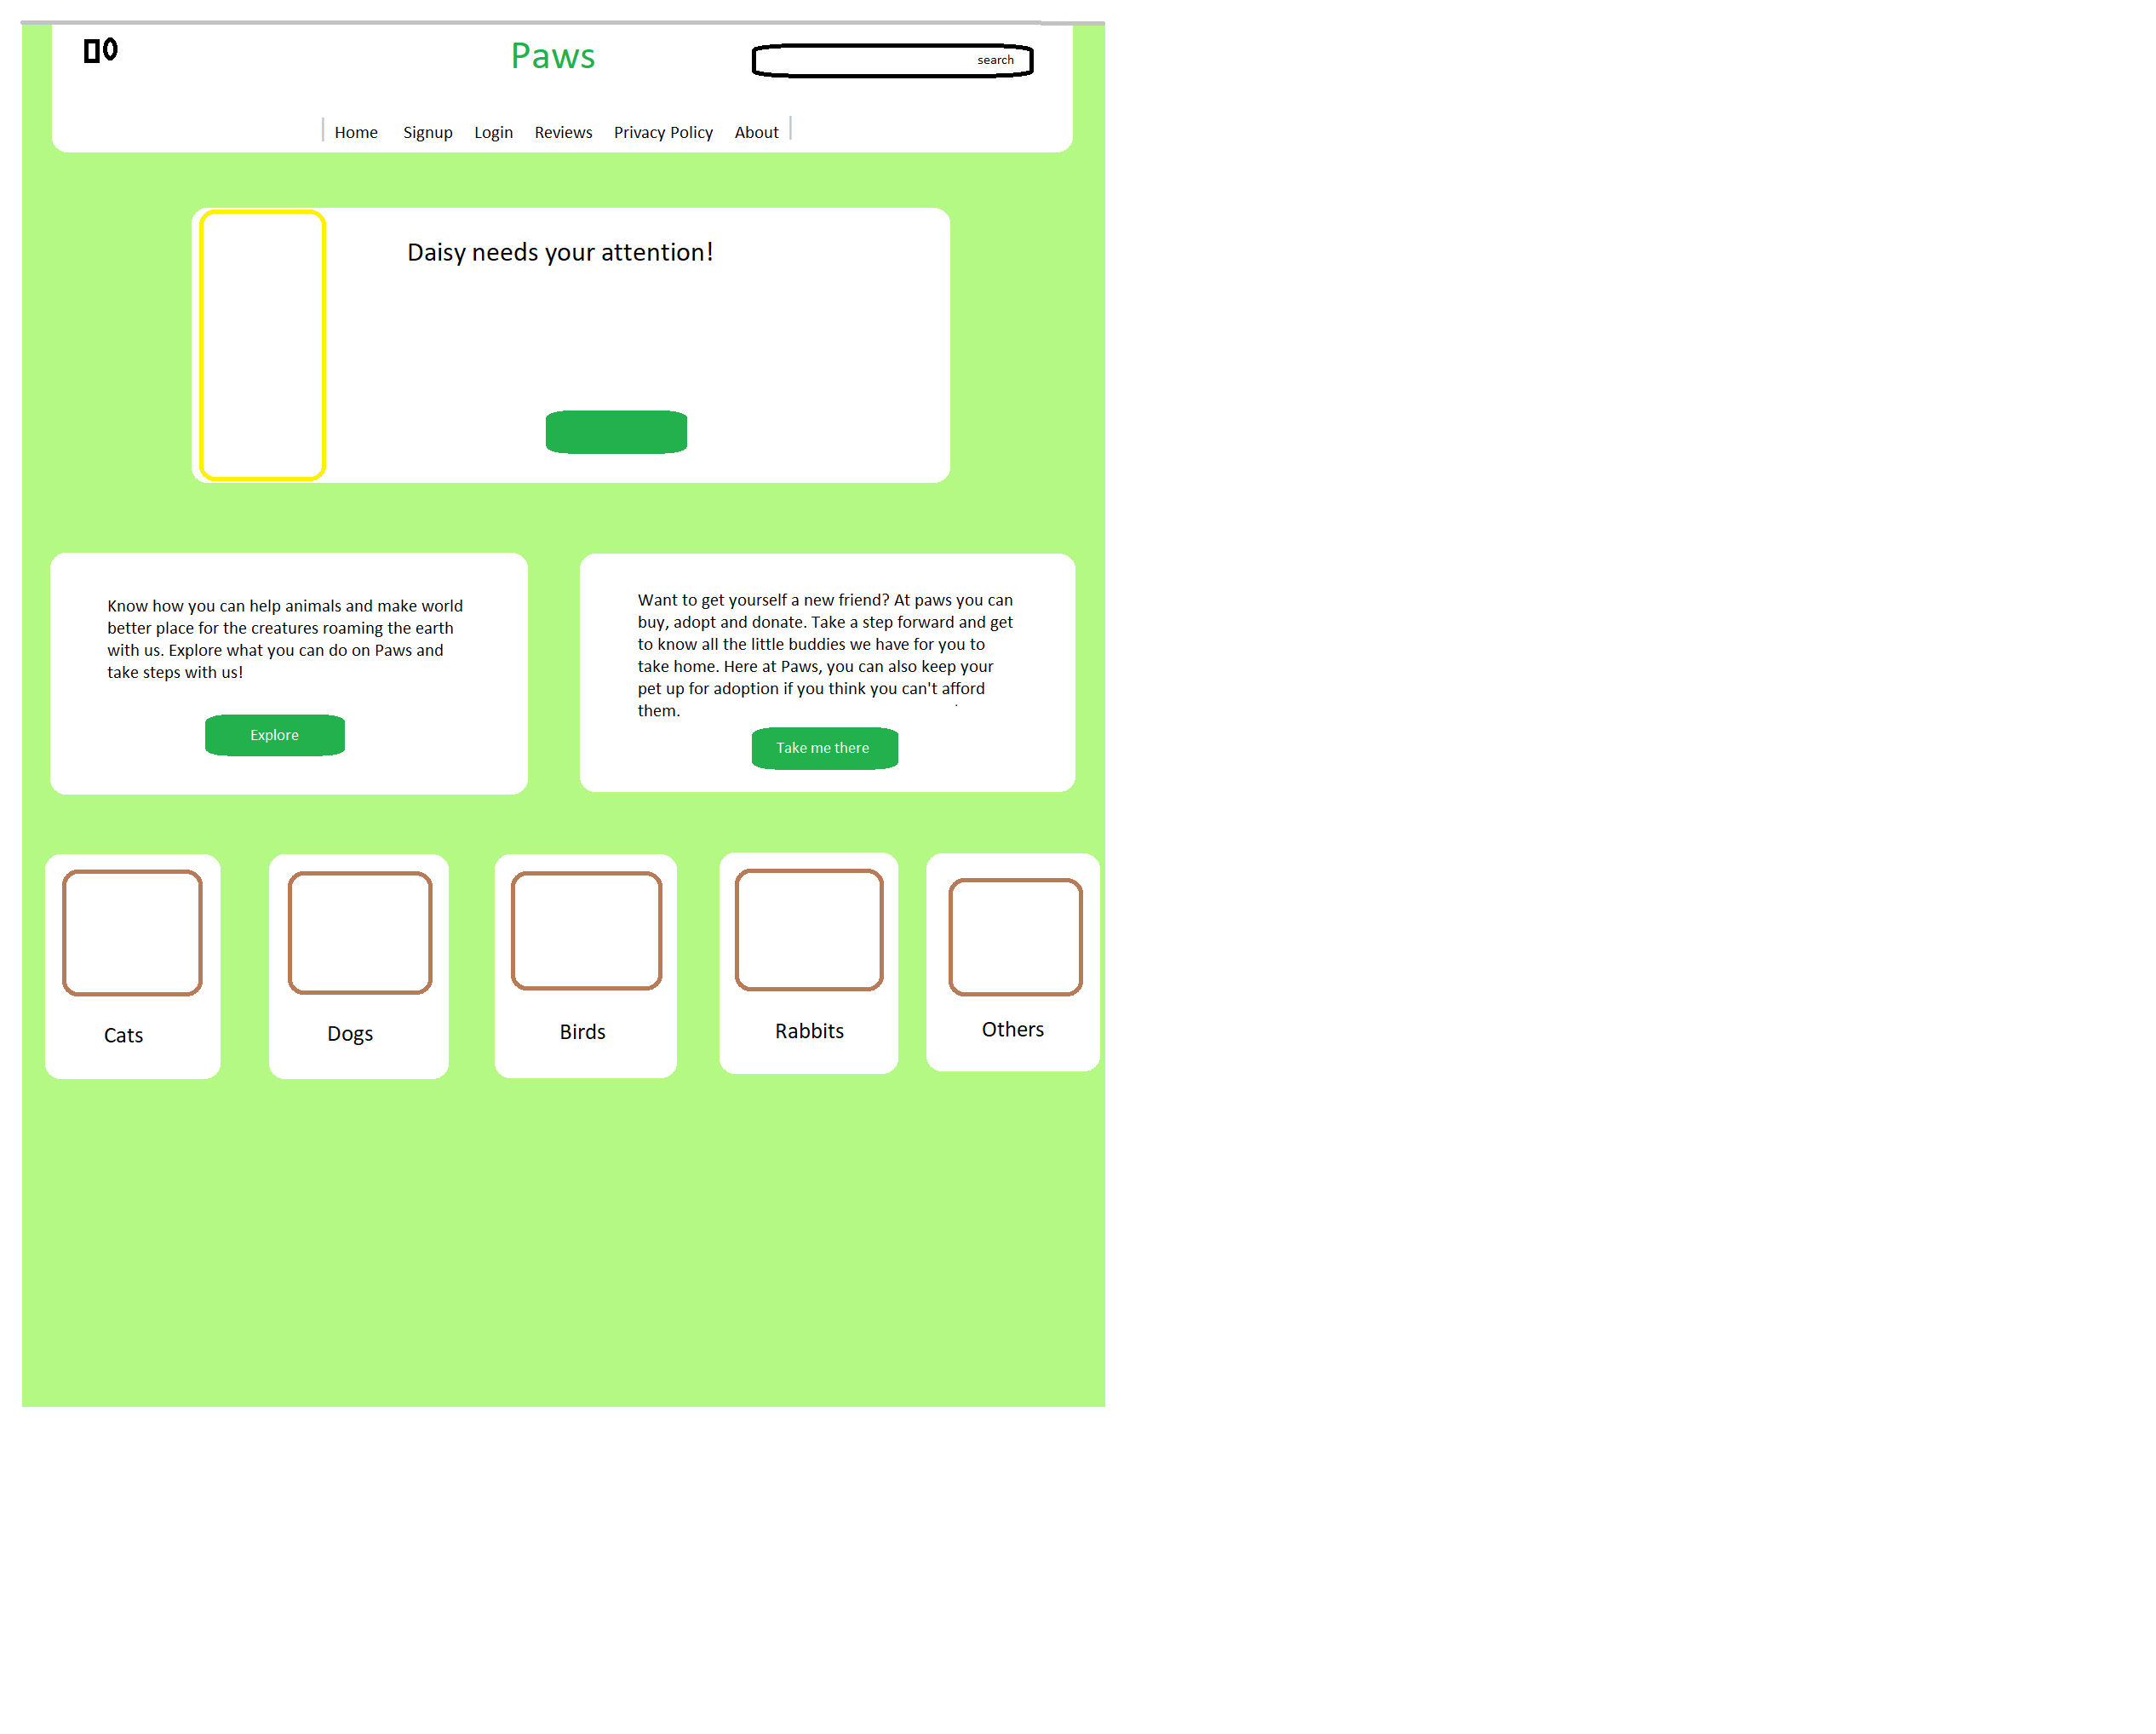 Paws
search
Home Signup Login Reviews Privacy Policy About
Daisy needs your attention!
Know how you can help animals and make world
better place for the creatures roaming the earth
with us. Explore what you can do on Paws and
take steps with us!
Explore
Want to get yourself a new friend? At paws you can
buy, adopt and donate. Take a step forward and get
to know all the little buddies we have for you to
take home. Here at Paws, you can also keep your
pet up for adoption if you think you can't afford
them.
Take me there
Cats
Dogs
Birds
Rabbits
Others